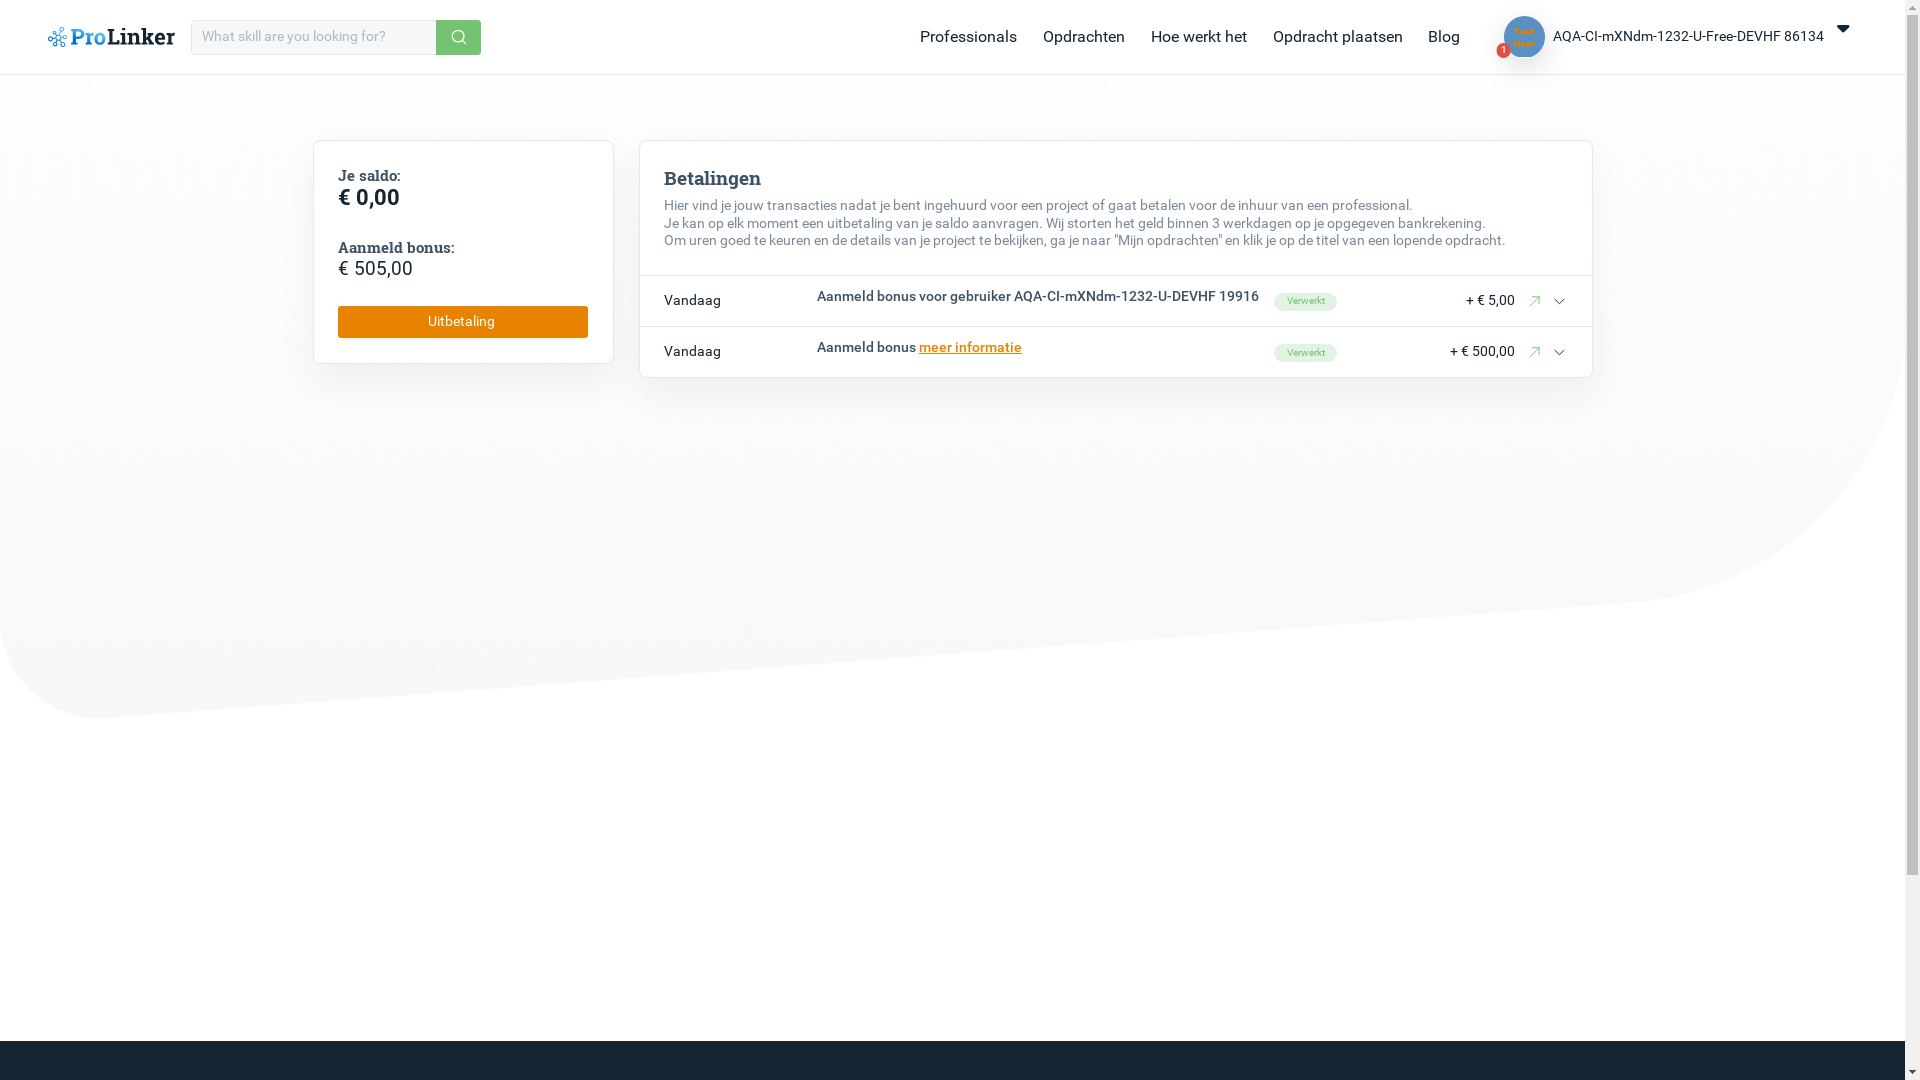 ProLinker
What skill are you looking for?
Professionals
Opdrachten
Hoe werkt het
Opdracht plaatsen
Blog
Test
User
1
AQA-CI-mXNdm-1232-U-Free-DEVHF 86134
Je saldo:
€ 0,00
Aanmeld bonus:
€ 505,00
Uitbetaling
Betalingen
Hier vind je jouw transacties nadat je bent ingehuurd voor een project of gaat betalen voor de inhuur van een professional.
Je kan op elk moment een uitbetaling van je saldo aanvragen. Wij storten het geld binnen 3 werkdagen op je opgegeven bankrekening.
Om uren goed te keuren en de details van je project te bekijken, ga je naar "Mijn opdrachten" en klik je op de titel van een lopende opdracht.
Vandaag Aanmeld bonus voor gebruiker AQA-CI-mXNdm-1232-U-DEVHF 19916 Verwerkt + € 5,00
Vandaag Aanmeld bonus meer informatie Verwerkt + € 500,00